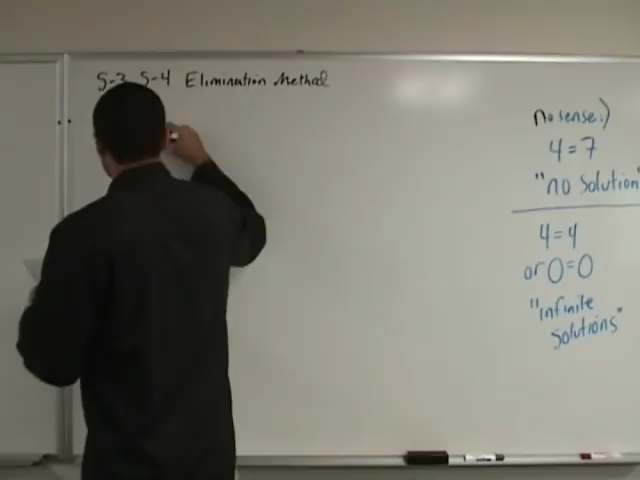 5-3, 5-4 Elimination Method
no sense:)
4=7
"no solution"
4=4
or 0=0
"infinite
solutions"